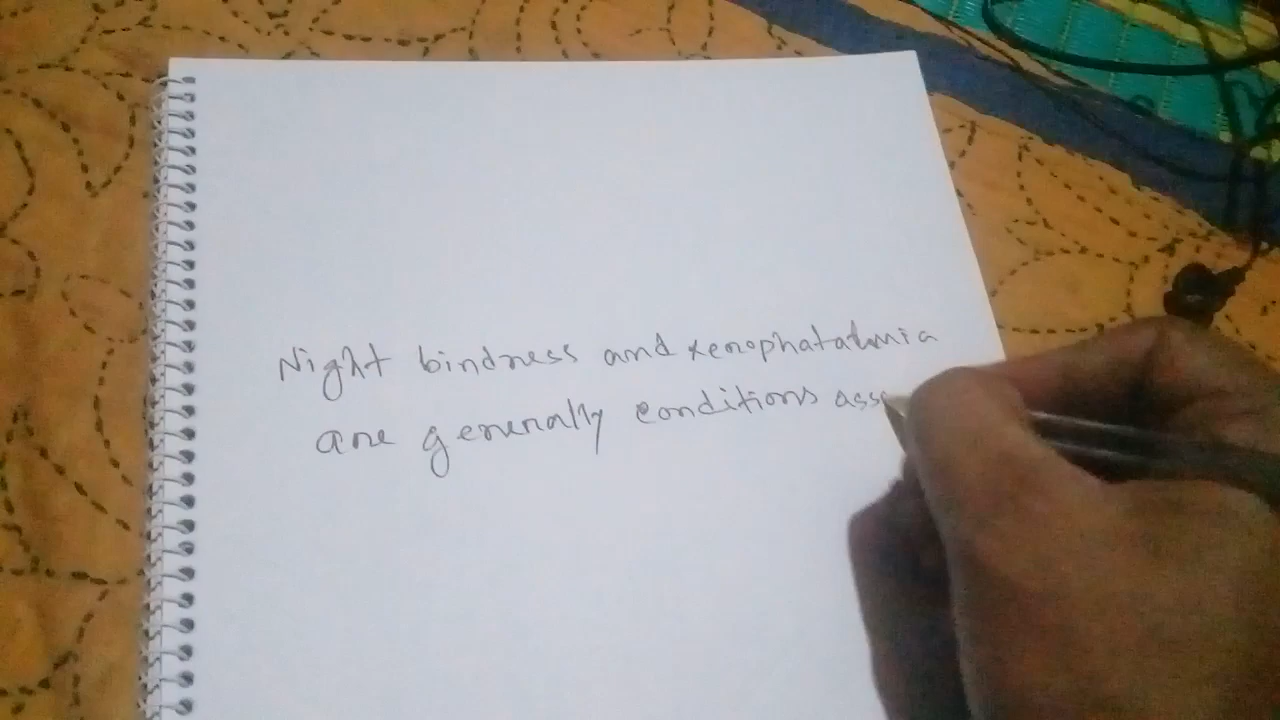 Night bindness and xerophatalmia
are generally conditions ass